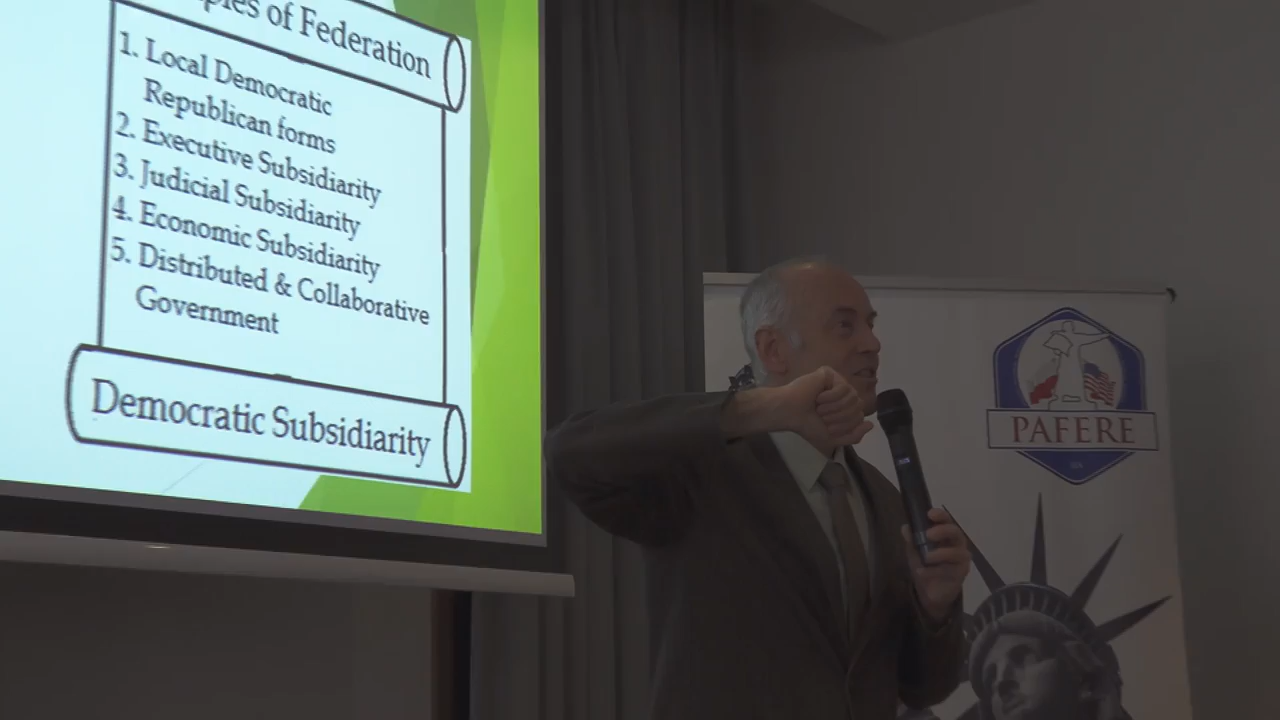 of Federation
1. Local Democratic
Republican forms
2. Executive Subsidiarity
3. Judicial Subsidiarity
4. Economic Subsidiarity
5. Distributed & Collaborative
Government
Democratic Subsidiarity
PAFERE